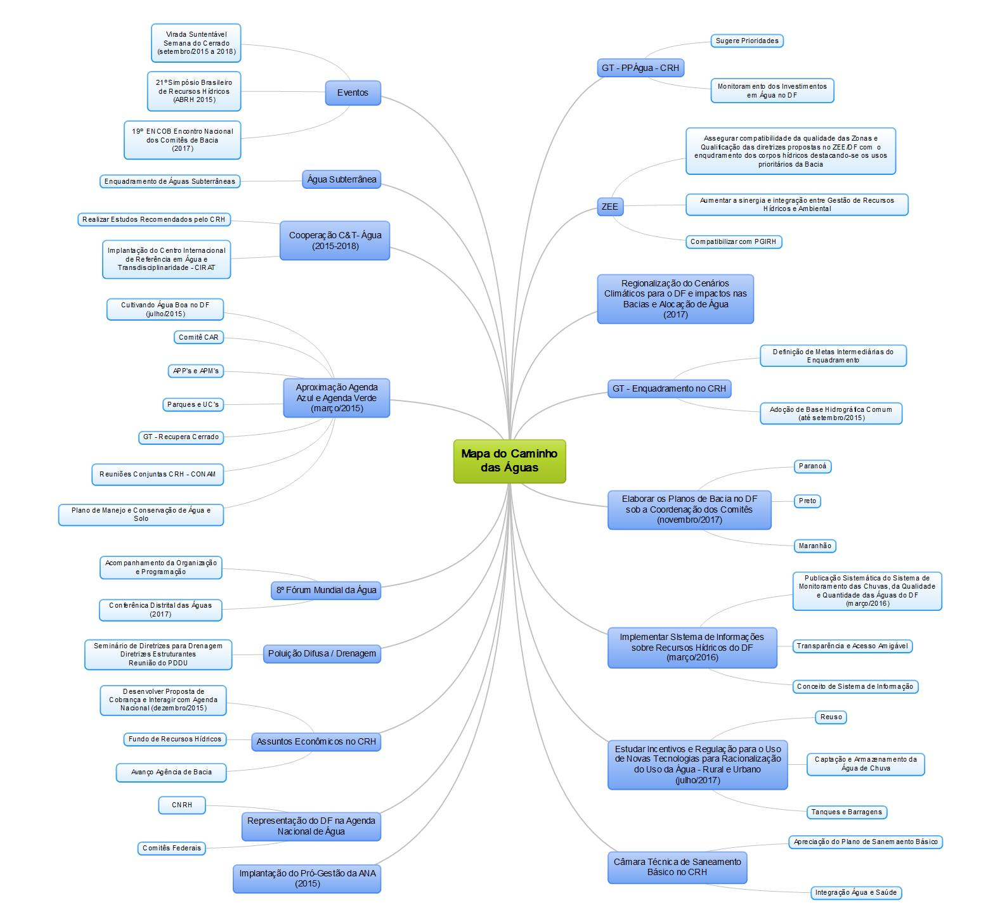 Virada Suntentável
Semana do Cerrado
(setembro/2015 a 2018)
21ºSimpósio Brasileiro
de Recursos Hídricos
(ABRH 2015)
19º ENCOB Encontro Nacional
dos Comitês de Bacia
(2017)
Eventos
Enquadramento de Águas Subterrâneas
Água Subterrânea
Realizar Estudos Recomendados pelo CRH
Implantação do Centro Internacional
de Referência em Água e
Transdisciplinaridade - CIRAT
Cooperação C&T- Água
(2015-2018)
Cultivando Água Boa no DF
(julho/2015)
Comitê CAR
APP's e APM's
Parques e UC's
GT - Recupera Cerrado
Reuniões Conjuntas CRH - CONAM
Plano de Manejo e Conservação de Água e
Solo
Aproximação Agenda
Azul e Agenda Verde
(março/2015)
Acompanhamento da Organização
e Programação
Conferênica Distrital das Águas
(2017)
8º Fórum Mundial da Água
Seminário de Diretrizes para Drenagem
Diretrizes Estruturantes
Reunião do PDDU
Poluição Difusa / Drenagem
Desenvolver Proposta de
Cobrança e Interagir com Agenda
Nacional (dezembro/2015)
Fundo de Recursos Hídricos
Avanço Agência de Bacia
Assuntos Econômicos no CRH
CNRH
Comitês Federais
Representação do DF na Agenda
Nacional de Água
Implantação do Pró-Gestão da ANA
(2015)
Mapa do Caminho
das Águas
GT - PPÁgua - CRH
Sugere Prioridades
Monitoramento dos Investimentos
em Água no DF
ZEE
Assegurar compatibilidade da qualidade das Zonas e
Qualificação das diretrizes propostas no ZEE/DF com o
enqudramento dos corpos hídricos destacando-se os usos
prioritários da Bacia
Aumentar a sinergia e integração entre Gestão de Recursos
Hídricos e Ambiental
Compatibilizar com PGIRH
Regionalização do Cenários
Climáticos para o DF e impactos nas
Bacias e Alocação de Água
(2017)
GT - Enquadramento no CRH
Definição de Metas Intermediárias do
Enquadramento
Adoção de Base Hidrográfica Comum
(até setembro/2015)
Elaborar os Planos de Bacia no DF
sob a Coordenação dos Comitês
(novembro/2017)
Paranoá
Preto
Maranhão
Implementar SIstema de Informações
sobre Recursos Hídricos do DF
(março/2016)
Publicação Sistemática do Sistema de
Monitoramento das Chuvas, da Qualidade
e Quantidade das Águas do DF
(março/2016)
Transparência e Acesso Amigável
Conceito de Sistema de Informação
Estudar Incentivos e Regulação para o Uso
de Novas Tecnologias para Racionalização
do Uso da Água - Rural e Urbano
(julho/2017)
Reuso
Captação e Armazenamento da
Água de Chuva
Tanques e Barragens
Câmara Técnica de Saneamento
Básico no CRH
Apreciação do Plano de Sanemaento Básico
Integração Água e Saúde